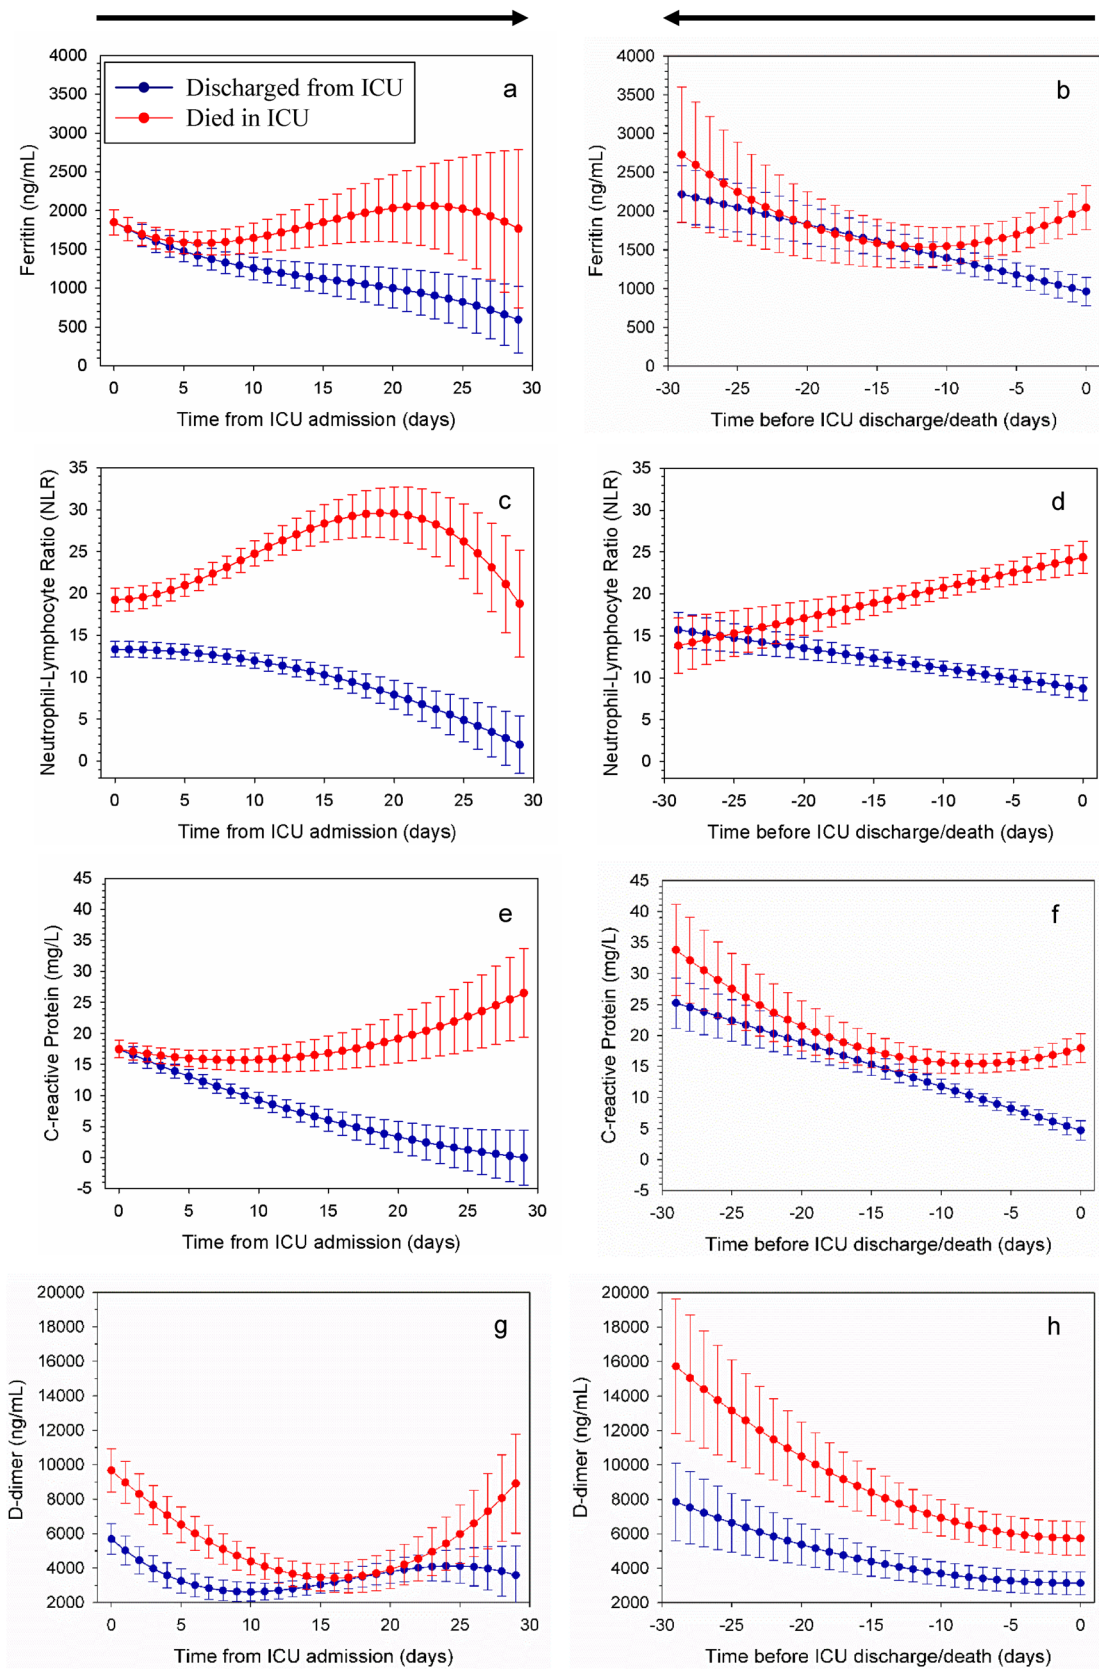 Discharged from ICU
Died in ICU
a
Ferritin (ng/mL)
4000
3500
3000
2500
2000
1500
1000
500
0
0 5 10 15 20 25 30
Time from ICU admission (days)
b
Ferritin (ng/mL)
4000
3500
3000
2500
2000
1500
1000
500
0
-30 -25 -20 -15 -10 -5 0
Time before ICU discharge/death (days)
c
Neutrophil-Lymphocyte Ratio (NLR)
35
30
25
20
15
10
5
0
0 5 10 15 20 25 30
Time from ICU admission (days)
d
Neutrophil-Lymphocyte Ratio (NLR)
35
30
25
20
15
10
5
0
-30 -25 -20 -15 -10 -5 0
Time before ICU discharge/death (days)
e
C-reactive Protein (mg/L)
45
40
35
30
25
20
15
10
5
0
-5
0 5 10 15 20 25 30
Time from ICU admission (days)
f
C-reactive Protein (mg/L)
45
40
35
30
25
20
15
10
5
0
-5
-30 -25 -20 -15 -10 -5 0
Time before ICU discharge/death (days)
g
D-dimer (ng/mL)
20000
18000
16000
14000
12000
10000
8000
6000
4000
2000
0 5 10 15 20 25 30
Time from ICU admission (days)
h
D-dimer (ng/mL)
20000
18000
16000
14000
12000
10000
8000
6000
4000
2000
-30 -25 -20 -15 -10 -5 0
Time before ICU discharge/death (days)